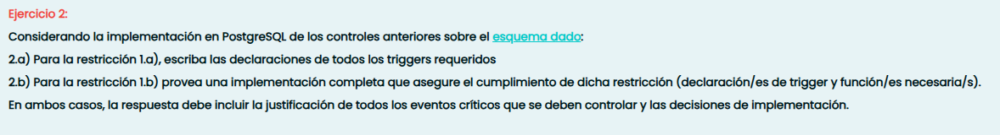 Ejercicio 2:
Considerando la implementación en PostgreSQL de los controles anteriores sobre el esquema dado:
2.a) Para la restricción 1.a), escriba las declaraciones de todos los triggers requeridos
2.b) Para la restricción 1.b) provea una implementación completa que asegure el cumplimiento de dicha restricción (declaración/es de trigger y función/es necesaria/s).
En ambos casos, la respuesta debe incluir la justificación de todos los eventos críticos que se deben controlar y las decisiones de implementación.